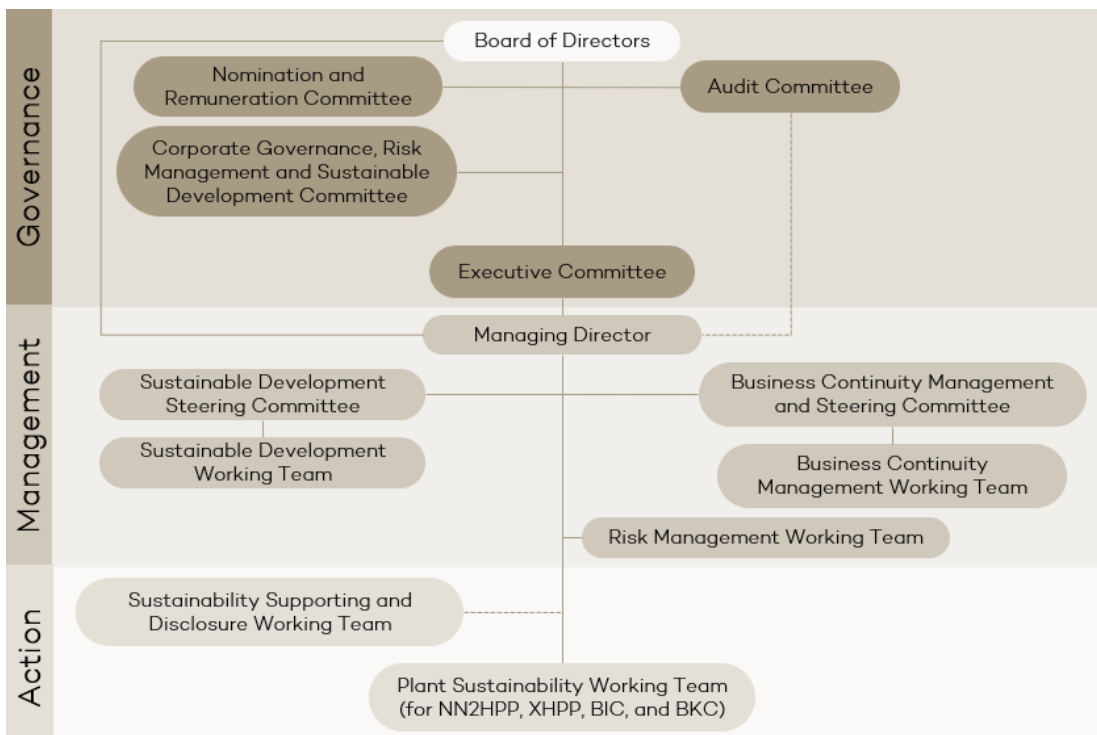 Governance
Board of Directors
Nomination and
Remuneration Committee
Audit Committee
Corporate Governance, Risk
Management and Sustainable
Development Committee
Executive Committee
Management
Managing Director
Sustainable Development
Steering Committee
Business Continuity Management
and Steering Committee
Sustainable Development
Working Team
Business Continuity
Management Working Team
Risk Management Working Team
Action
Sustainability Supporting and
Disclosure Working Team
Plant Sustainability Working Team
(for NN2HPP, XHPP, BIC, and BKC)